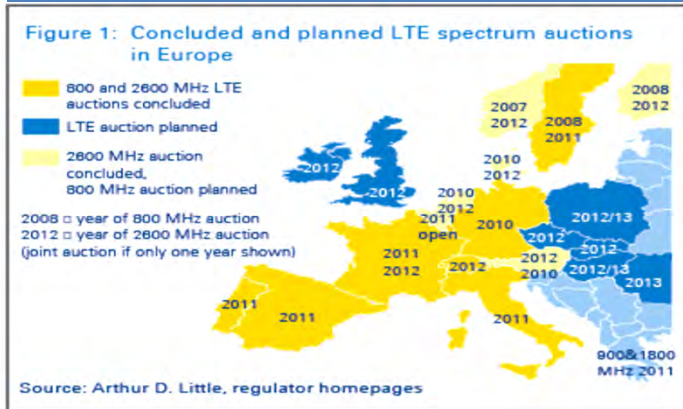 Figure 1: Concluded and planned LTE spectrum auctions
in Europe
800 and 2600 MHz LTE
auctions concluded
LTE auction planned
2600 MHz auction
concluded,
800 MHz auction planned
2008 □ year of 800 MHz auction
2012 □ year of 2600 MHz auction
(joint auction if only one year shown)
2007
2012
2008
2011
2008
2012
2010
2012
2012
2012
2010
2012
2011
open
2010
2012/13
2012
2012
2011
2012
2012
2012
2010
2012/13
2013
2011
2011
2011
900&1800
MHz 2011
Source: Arthur D. Little, regulator homepages